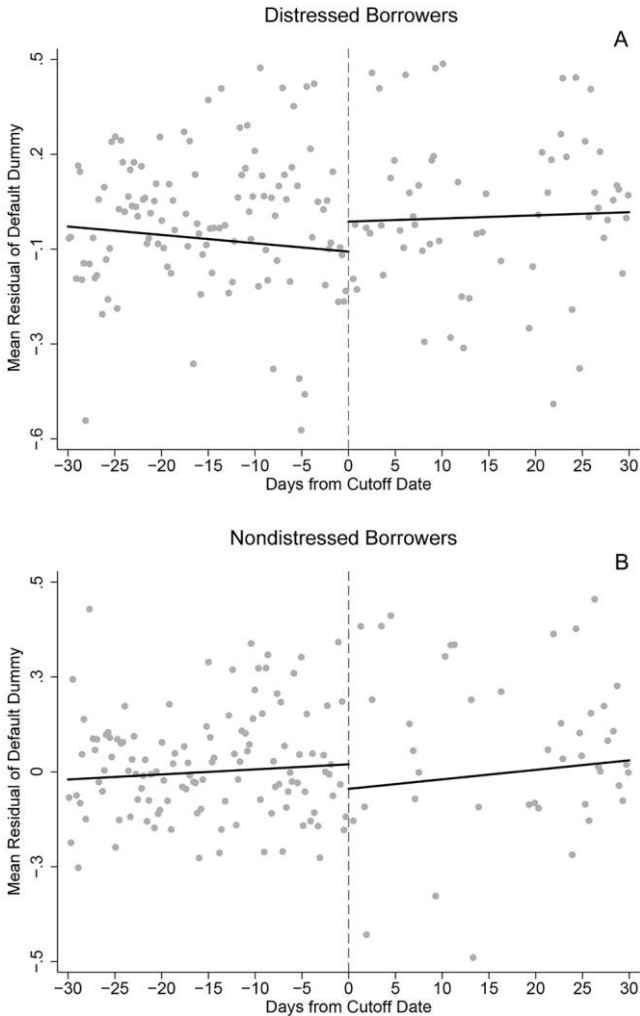 Distressed Borrowers
A
Mean Residual of Default Dummy
.5
.2
-.1
-.3
-.6
-30 -25 -20 -15 -10 -5 0 5 10 15 20 25 30
Days from Cutoff Date
Nondistressed Borrowers
B
Mean Residual of Default Dummy
.5
.3
0
-.3
-.5
-30 -25 -20 -15 -10 -5 0 5 10 15 20 25 30
Days from Cutoff Date